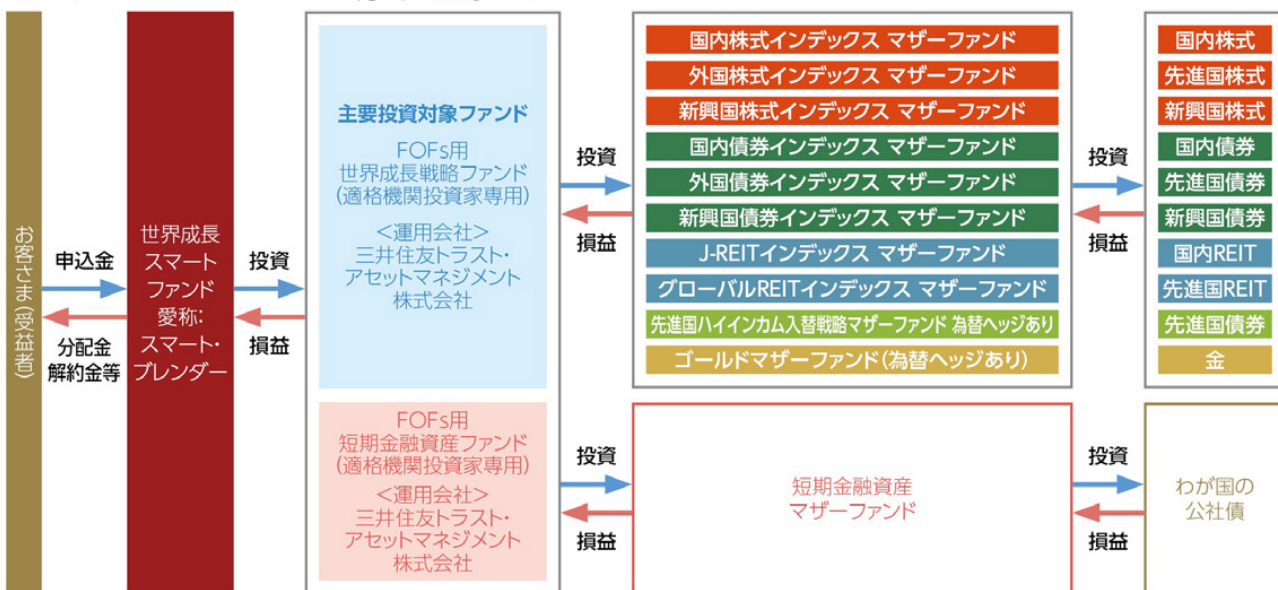 お客さま(受益者)
申込金
分配金
解約金等
世界成長
スマート
ファンド
愛称:
スマート・
ブレンダー
投資
損益
主要投資対象ファンド
FOFs用
世界成長戦略ファンド
(適格機関投資家専用)
<運用会社>
三井住友トラスト・
アセットマネジメント
株式会社
FOFs用
短期金融資産ファンド
(適格機関投資家専用)
<運用会社>
三井住友トラスト・
アセットマネジメント
株式会社
投資
損益
国内株式インデックス マザーファンド
外国株式インデックス マザーファンド
新興国株式インデックス マザーファンド
国内債券インデックス マザーファンド
外国債券インデックス マザーファンド
新興国債券インデックス マザーファンド
J-REITインデックス マザーファンド
グローバルREITインデックス マザーファンド
先進国ハイインカム入替戦略マザーファンド 為替ヘッジあり
ゴールドマザーファンド(為替ヘッジあり)
投資
損益
国内株式
先進国株式
新興国株式
国内債券
先進国債券
新興国債券
国内REIT
先進国REIT
先進国債券
金
投資
損益
短期金融資産
マザーファンド
投資
損益
わが国の
公社債